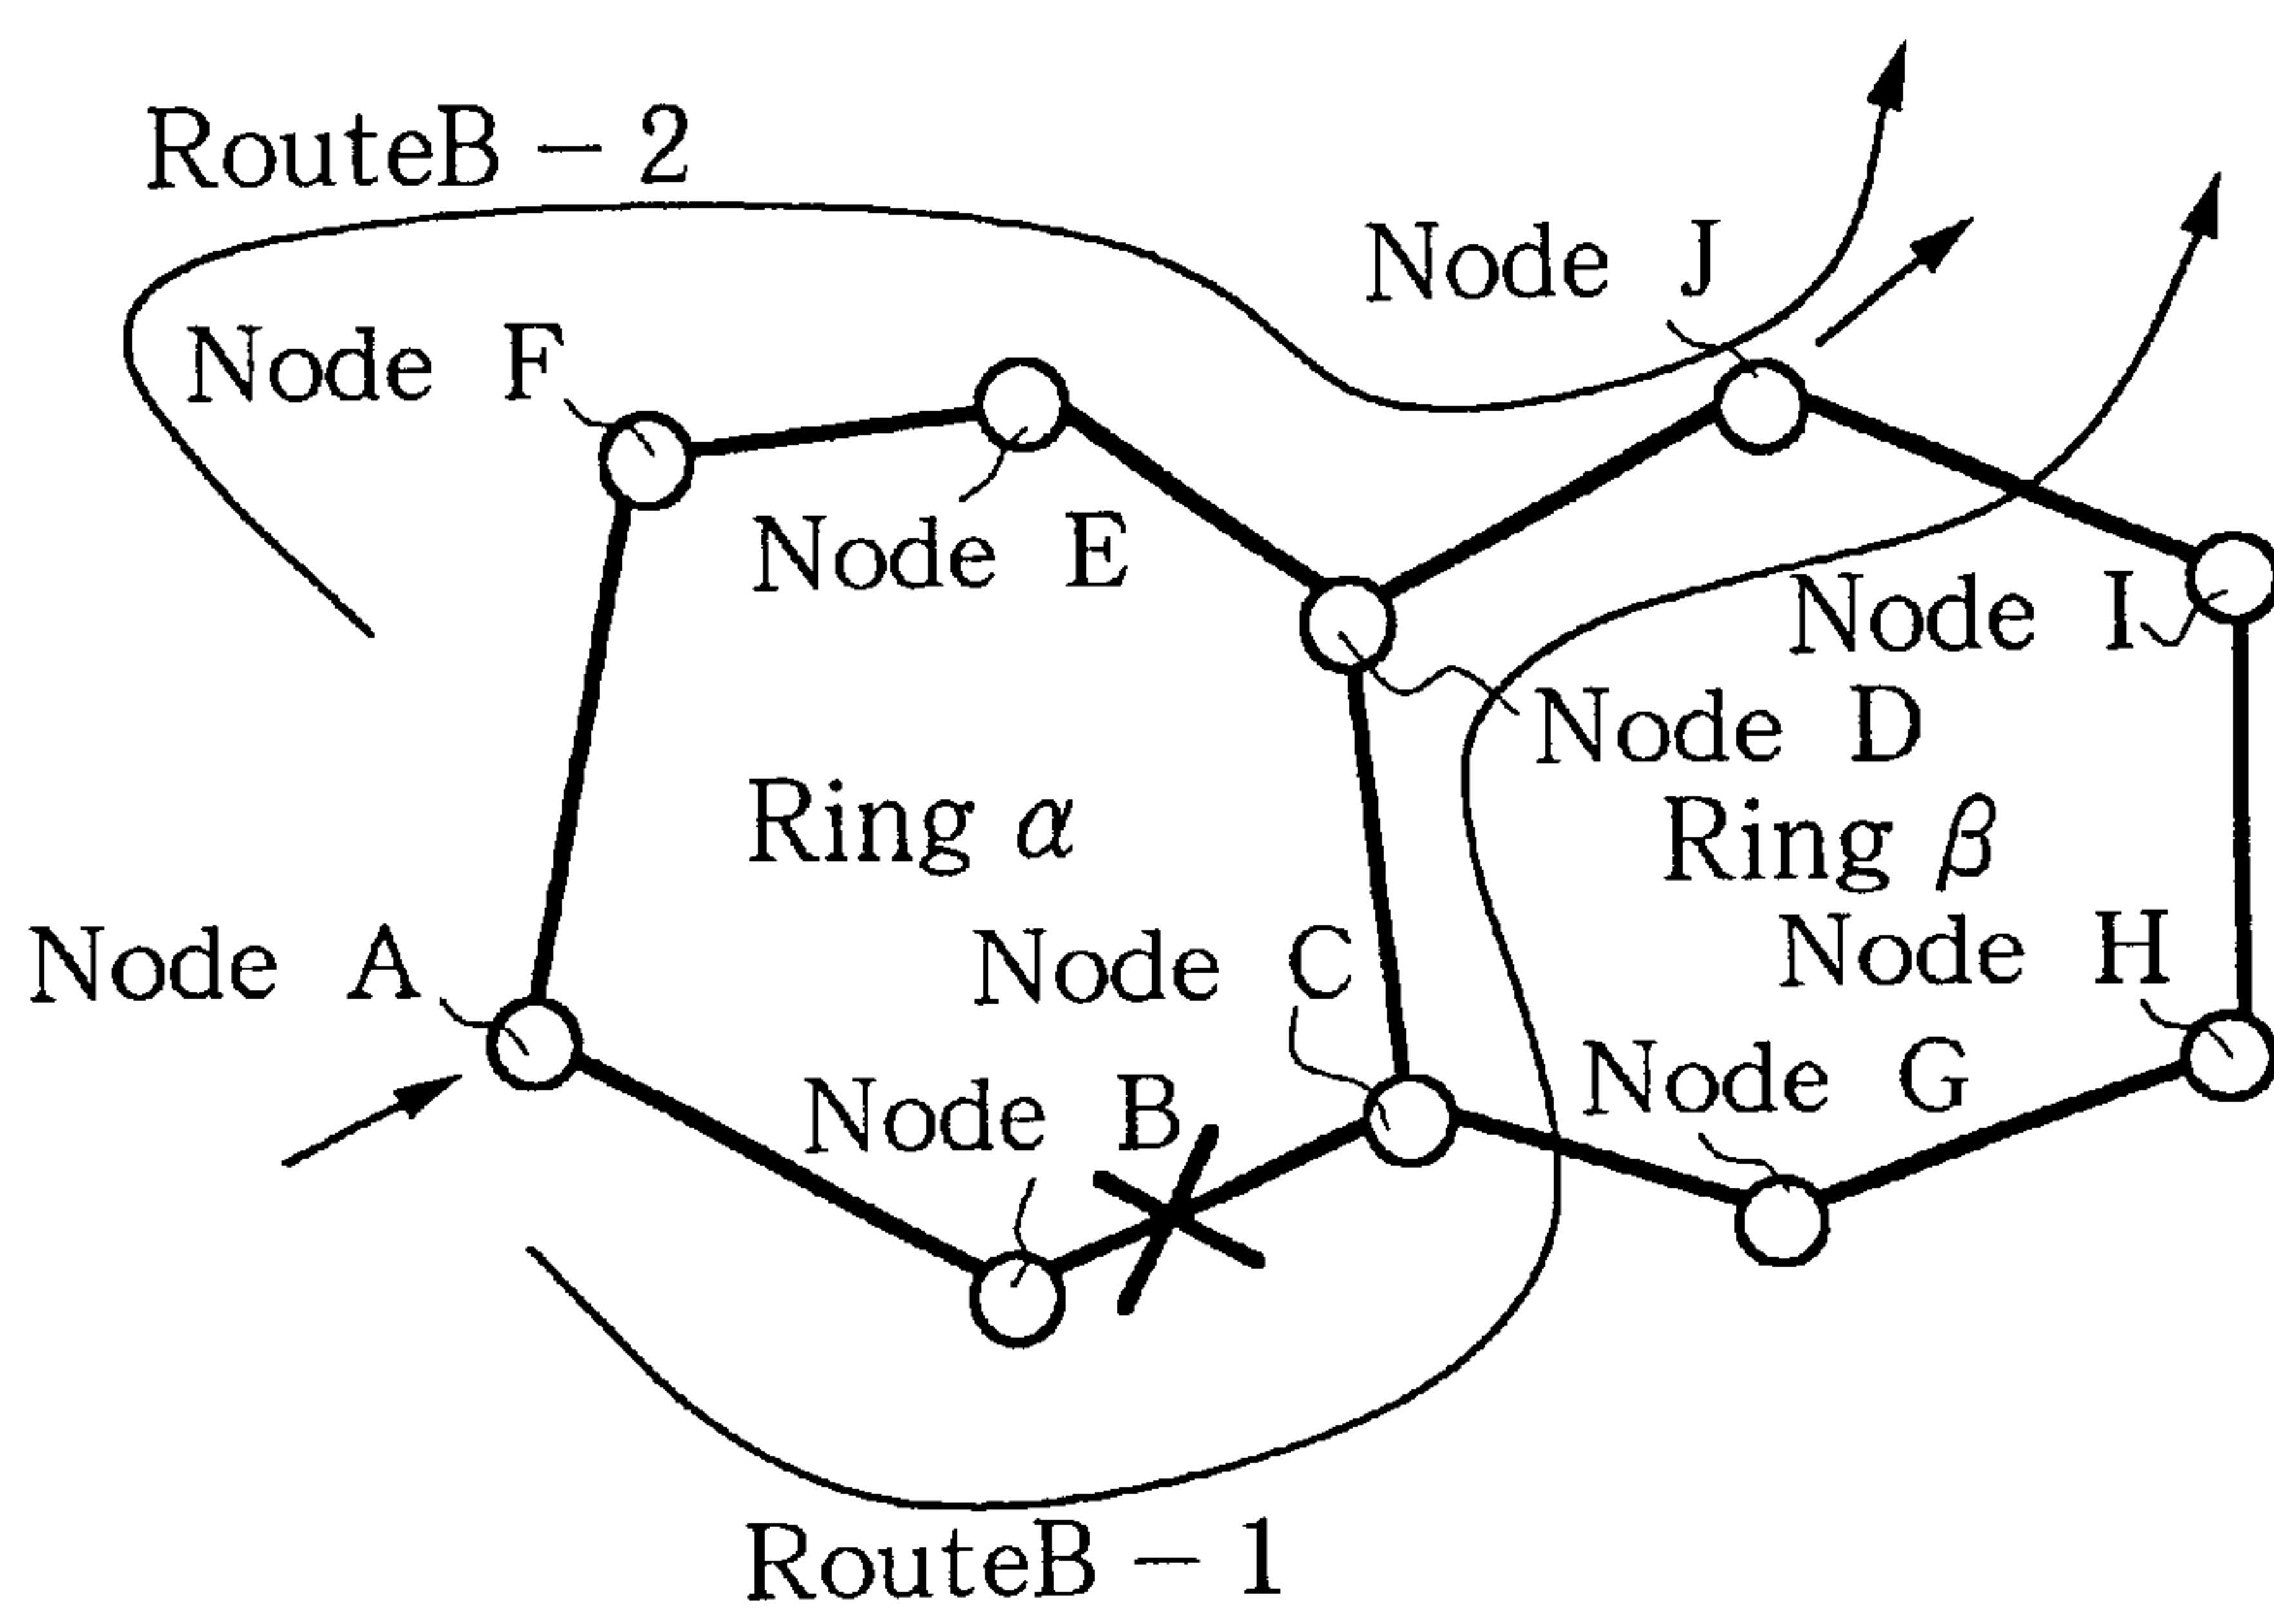 RouteB - 2
Node J
Node F
Node E
Node I
Node D
Ring α
Ring β
Node A
Node C
Node H
Node B
Node G
RouteB - 1